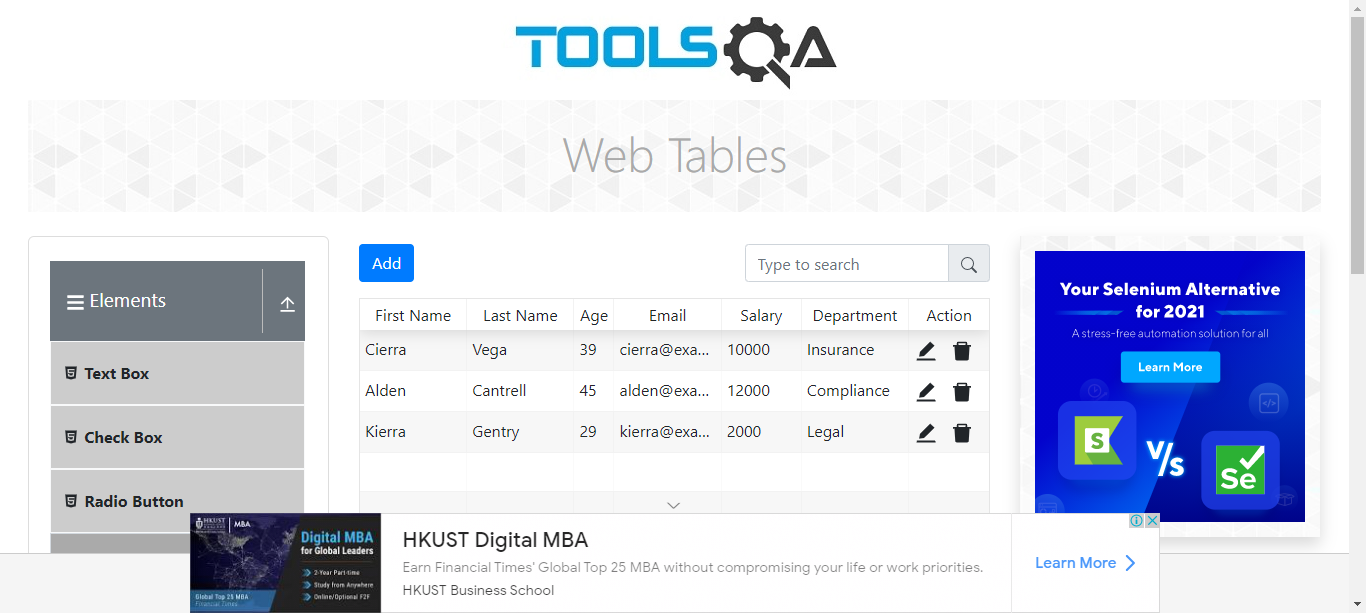 TOOLSQA
Web Tables
Elements
Text Box
Check Box
Radio Button
Add
Type to search
First Name Last Name Age Email Salary Department Action
Cierra Vega 39 cierra@exa... 10000 Insurance
Alden Cantrell 45 alden@exa... 12000 Compliance
Kierra Gentry 29 kierra@exa... 2000 Legal
Your Selenium Alternative
for 2021
A stress-free automation solution for all
Learn More
S
V/s
Se
HKUST
MBA
Digital MBA
for Global Leaders
2-Year Part-time
Study from Anywhere
Online/Optional F2F
Global Top 25 MBA
Financial Times
HKUST Digital MBA
Earn Financial Times' Global Top 25 MBA without compromising your life or work priorities.
HKUST Business School
Learn More